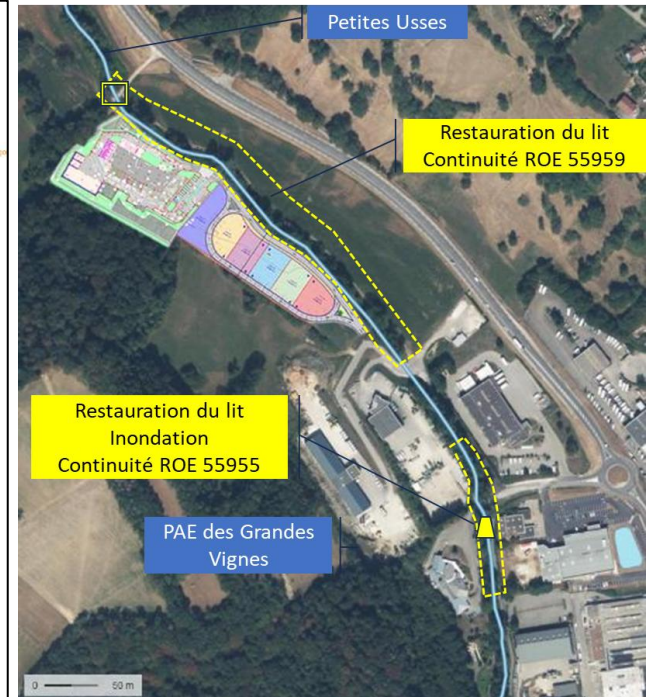 Petites Usses
Restauration du lit
Continuité ROE 55959
Restauration du lit
Inondation
Continuité ROE 55955
PAE des Grandes
Vignes
0 50 m